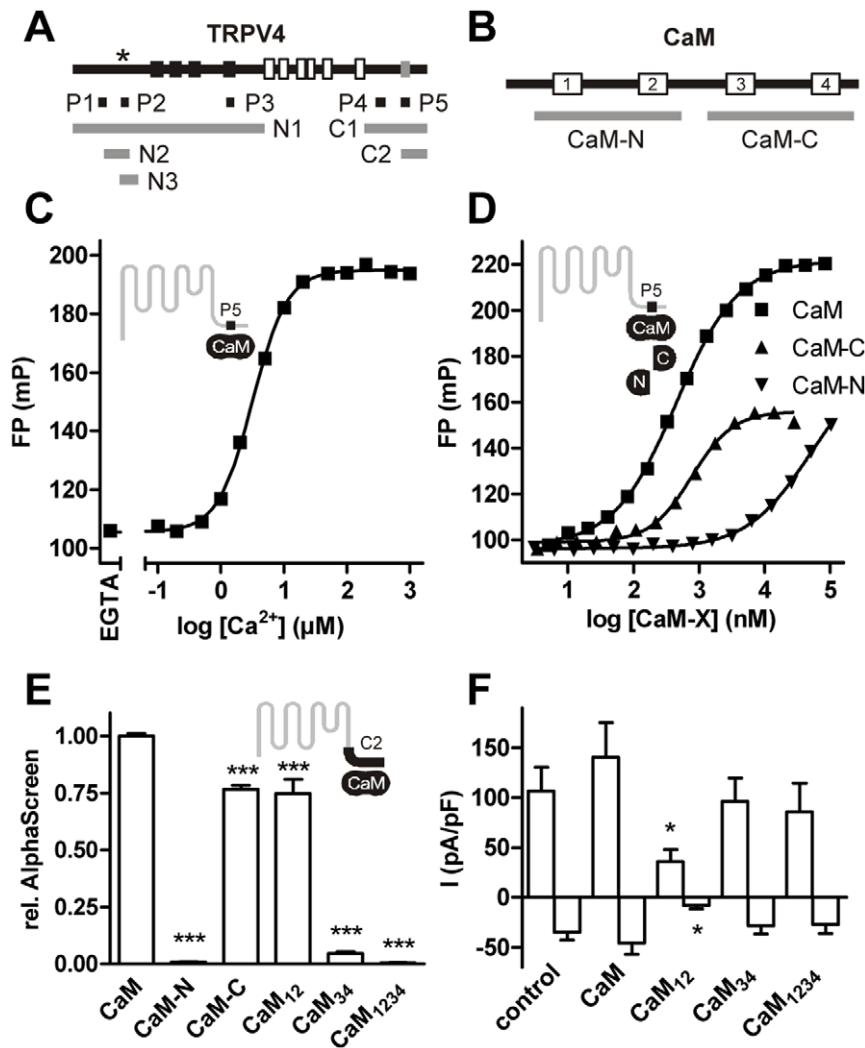 A
TRPV4
*
P1 P2 P3 P4 P5
N1 C1
N2 C2
N3
B
CaM
1 2 3 4
CaM-N CaM-C
C
200
180
160
140
120
100
FP (mP)
P5
CaM
EGTA -1 0 1 2 3
log [Ca2+] (µM)
D
220
200
180
160
140
120
100
FP (mP)
P5
CaM
C
N
CaM
CaM-C
CaM-N
1 2 3 4 5
log [CaM-X] (nM)
E
1.00
0.75
0.50
0.25
0.00
rel. AlphaScreen
C2
CaM
*** *** *** *** ***
CaM CaM-N CaM-C CaM12 CaM34 CaM1234
F
150
100
50
0
-50
I (pA/pF)
*
*
control CaM CaM12 CaM34 CaM1234